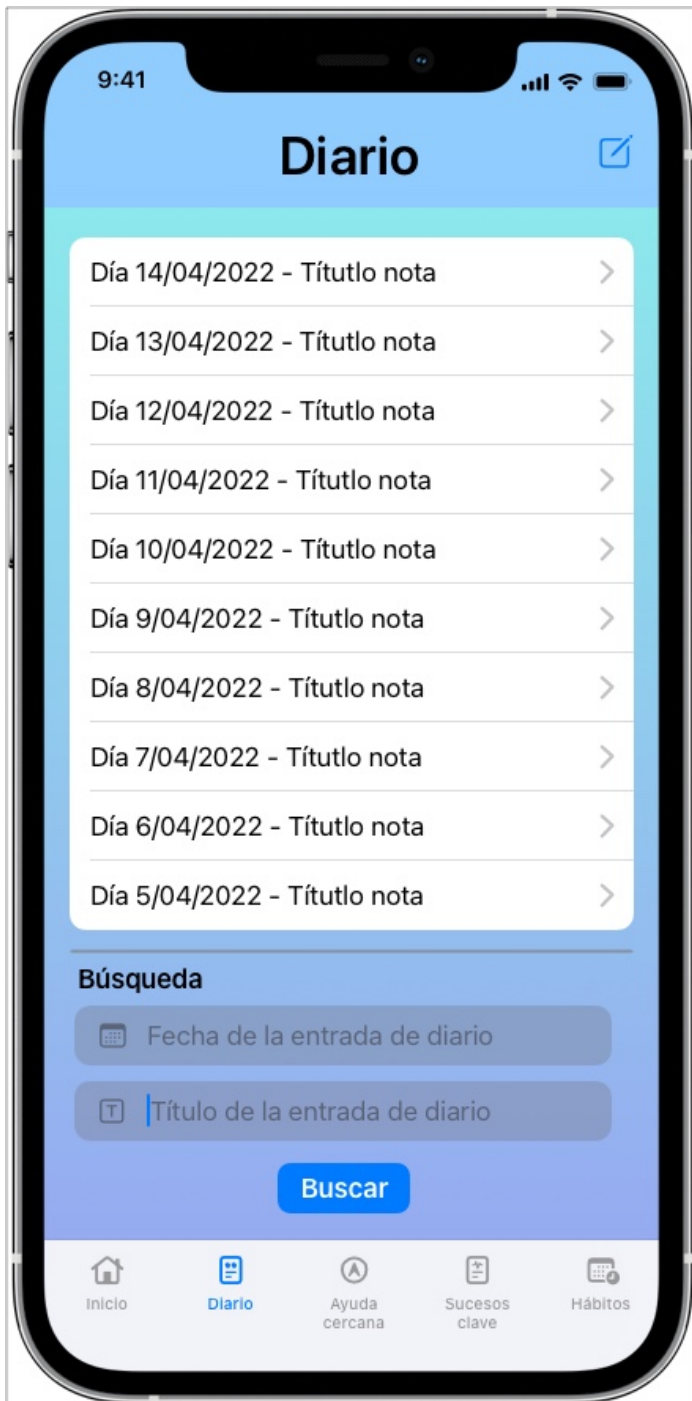 9:41
Diario
Día 14/04/2022 - Títutlo nota
Día 13/04/2022 - Títutlo nota
Día 12/04/2022 - Títutlo nota
Día 11/04/2022 - Títutlo nota
Día 10/04/2022 - Títutlo nota
Día 9/04/2022 - Títutlo nota
Día 8/04/2022 - Títutlo nota
Día 7/04/2022 - Títutlo nota
Día 6/04/2022 - Títutlo nota
Día 5/04/2022 - Títutlo nota
Búsqueda
Fecha de la entrada de diario
T Título de la entrada de diario
Buscar
Inicio
Diario
Ayuda
cercana
Sucesos
clave
Hábitos